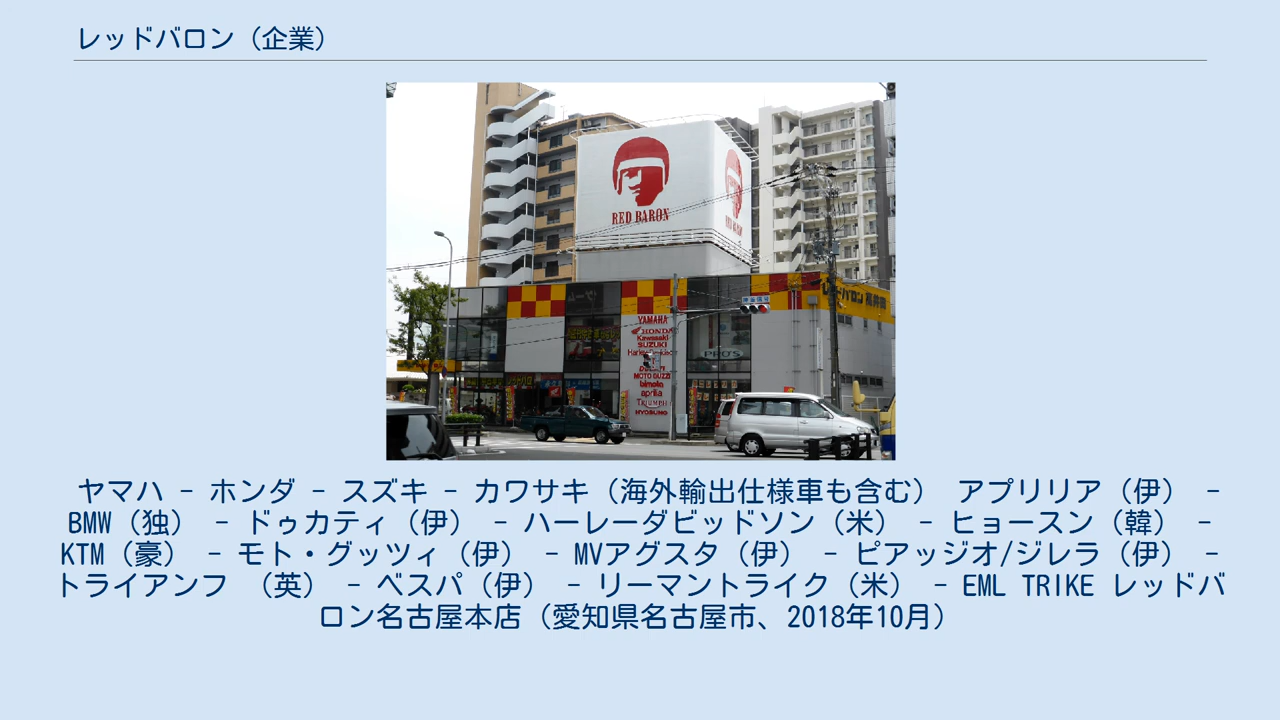 レッドバロン（企業）
RED BARON
RED BARON
YAMAHA
HONDA
Kawasaki
SUZUKI
PRO'S
DUCATI
MOTO GUZZI
bimota
aprilia
TRIUMPH
HYOSUNG
ヤマハ - ホンダ - スズキ - カワサキ（海外輸出仕様車も含む） アプリリア（伊） -
BMW（独） - ドゥカティ（伊） - ハーレーダビッドソン（米） - ヒョースン（韓） -
KTM（豪） - モト・グッツィ（伊） - MVアグスタ（伊） - ピアッジオ/ジレラ（伊） -
トライアンフ （英） - ベスパ（伊） - リーマントライク（米） - EML TRIKE レッドバ
ロン名古屋本店（愛知県名古屋市、2018年10月）